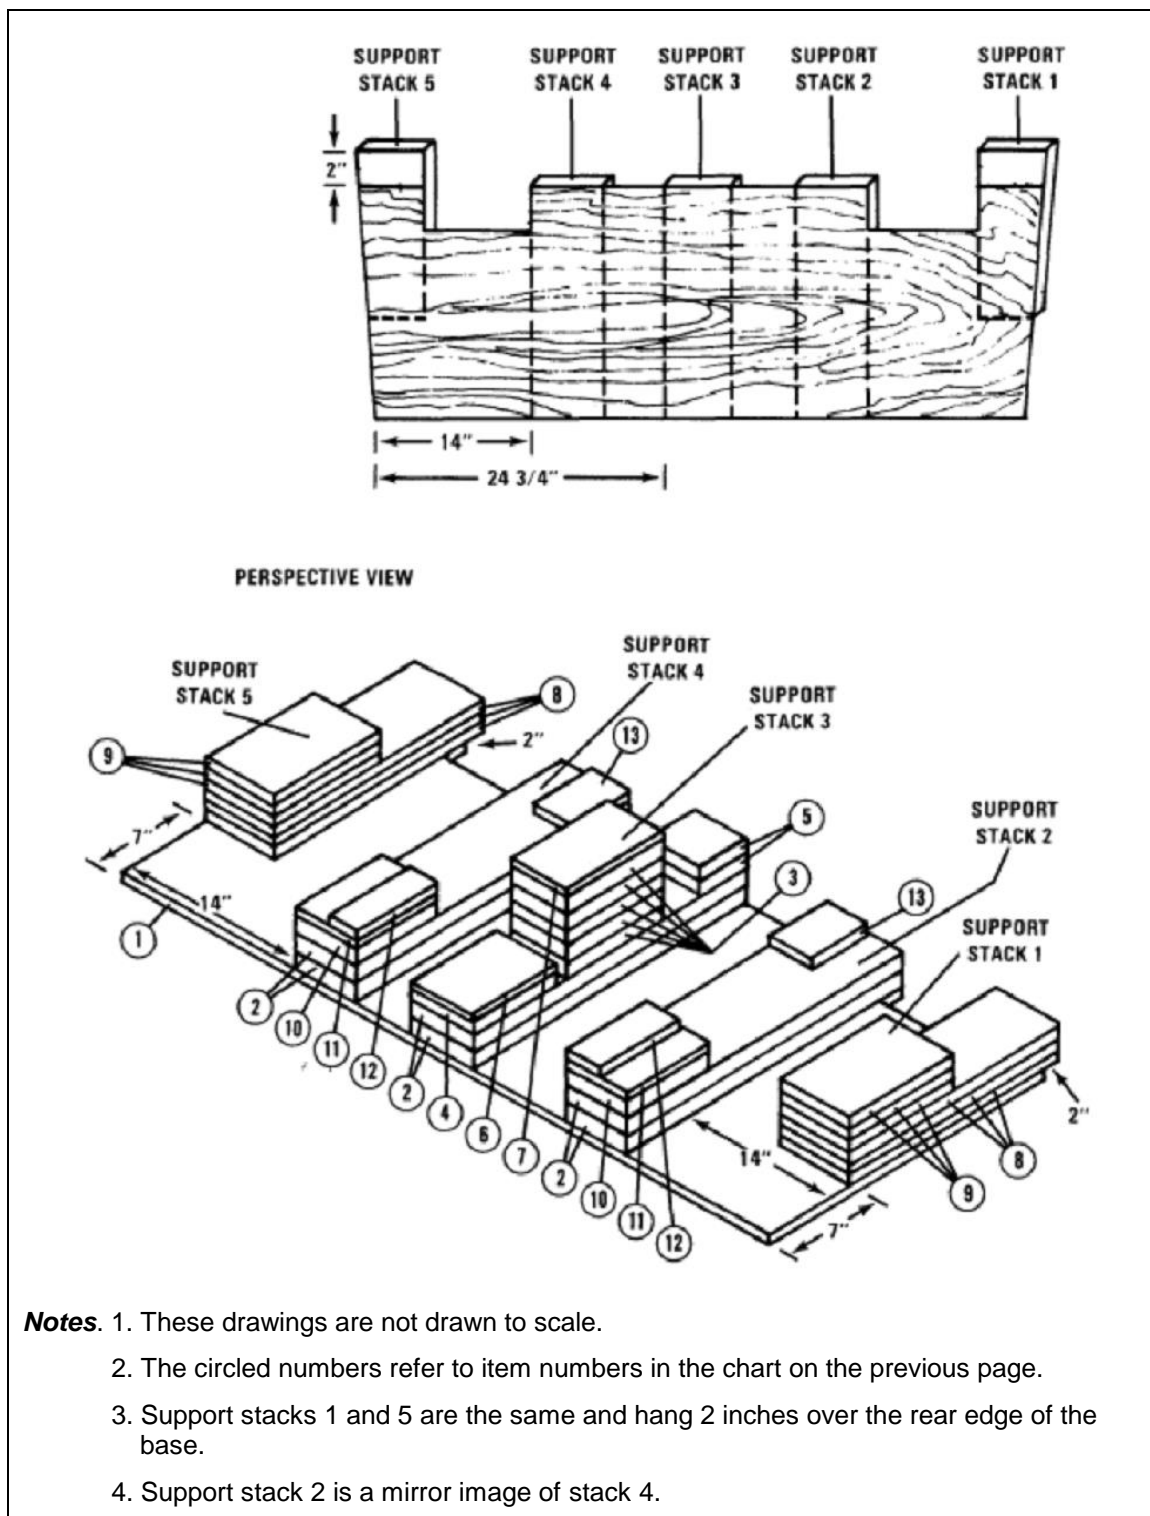 SUPPORT STACK 5
SUPPORT STACK 4
SUPPORT STACK 3
SUPPORT STACK 2
SUPPORT STACK 1
2"
14"
24 3/4"
PERSPECTIVE VIEW
SUPPORT STACK 4
SUPPORT STACK 5
SUPPORT STACK 3
8
13
9
2"
5
SUPPORT STACK 2
7"
3
13
14"
SUPPORT STACK 1
1
2
10
11
12
2
4
6
7
2
10
11
12
14"
2"
8
9
7"
Notes. 1. These drawings are not drawn to scale.
2. The circled numbers refer to item numbers in the chart on the previous page.
3. Support stacks 1 and 5 are the same and hang 2 inches over the rear edge of the
base.
4. Support stack 2 is a mirror image of stack 4.